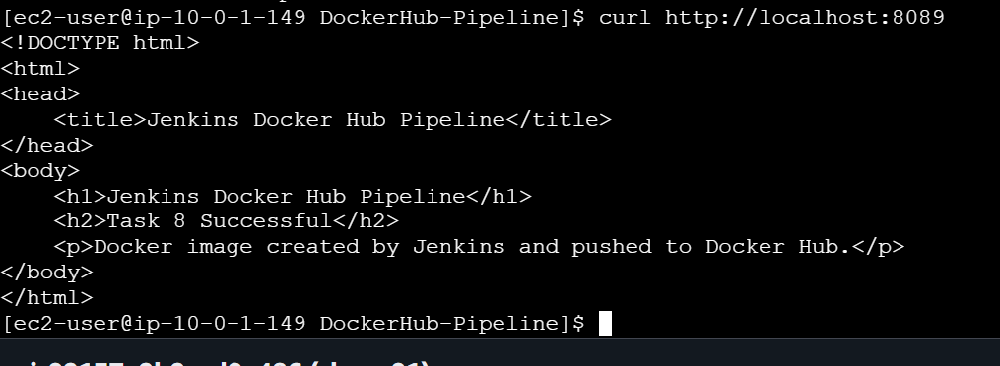 [ec2-user@ip-10-0-1-149 DockerHub-Pipeline]$ curl http://localhost:8089
<!DOCTYPE html>
<html>
<head>
    <title>Jenkins Docker Hub Pipeline</title>
</head>
<body>
    <h1>Jenkins Docker Hub Pipeline</h1>
    <h2>Task 8 Successful</h2>
    <p>Docker image created by Jenkins and pushed to Docker Hub.</p>
</body>
</html>
[ec2-user@ip-10-0-1-149 DockerHub-Pipeline]$